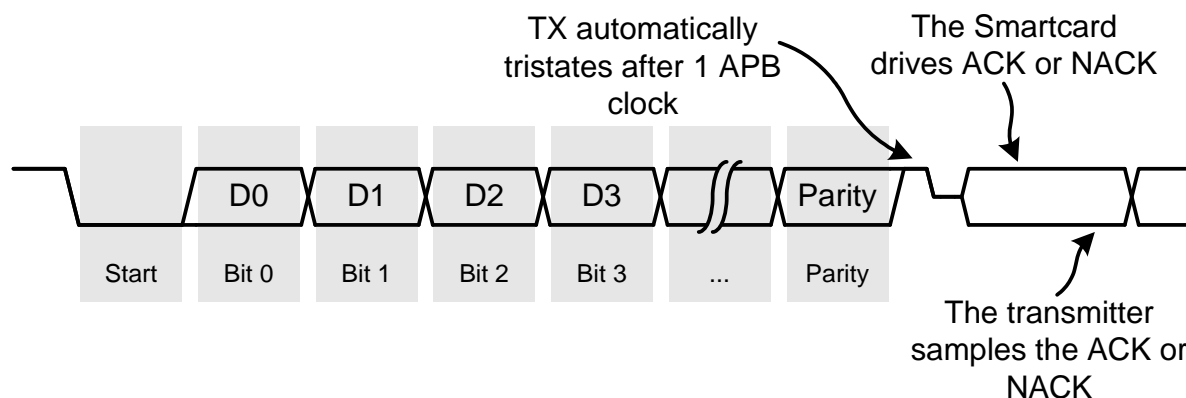 TX automatically
tristates after 1 APB
clock
The Smartcard
drives ACK or NACK
D0 D1 D2 D3 Parity
Start Bit 0 Bit 1 Bit 2 Bit 3 ... Parity
The transmitter
samples the ACK or
NACK